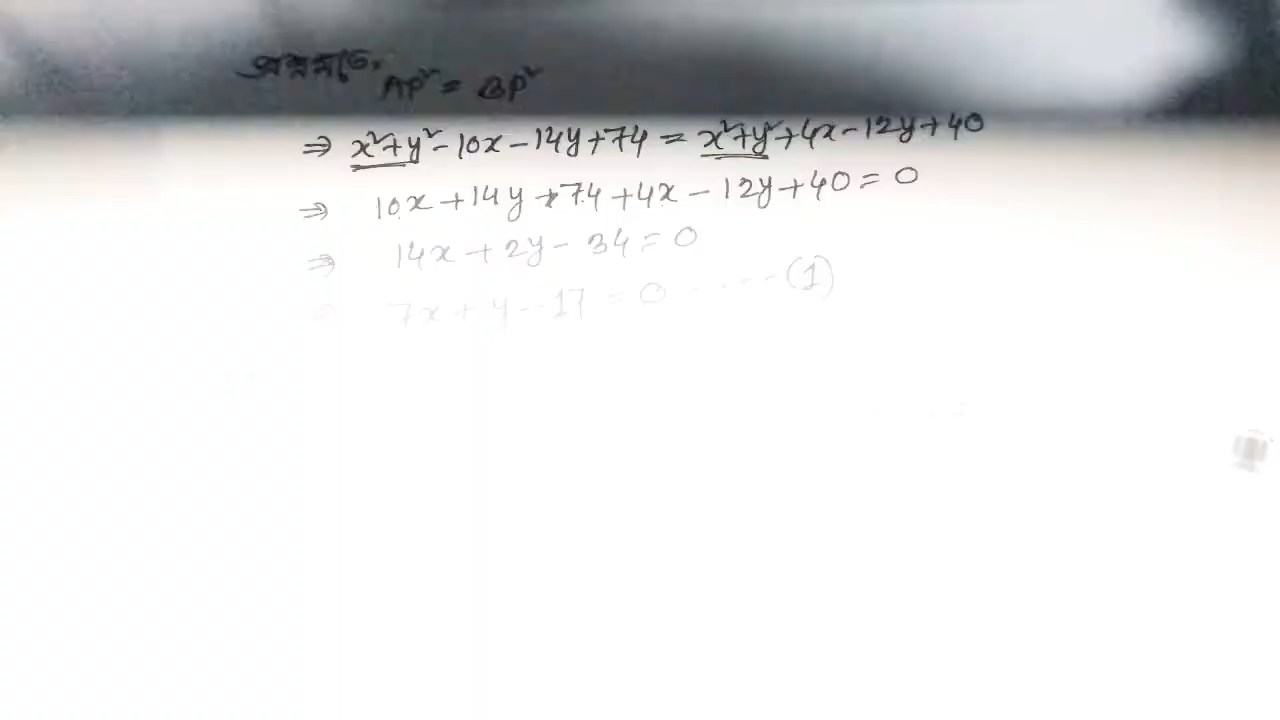 প্রশ্নমতে,
AP² = BP²
⇒ x²+y²-10x-14y+74 = x²+y²+4x-12y+40
⇒ 10x+14y+74+4x-12y+40=0
⇒ 14x+2y-34=0
⇒ 7x+y-17=0 ......(1)